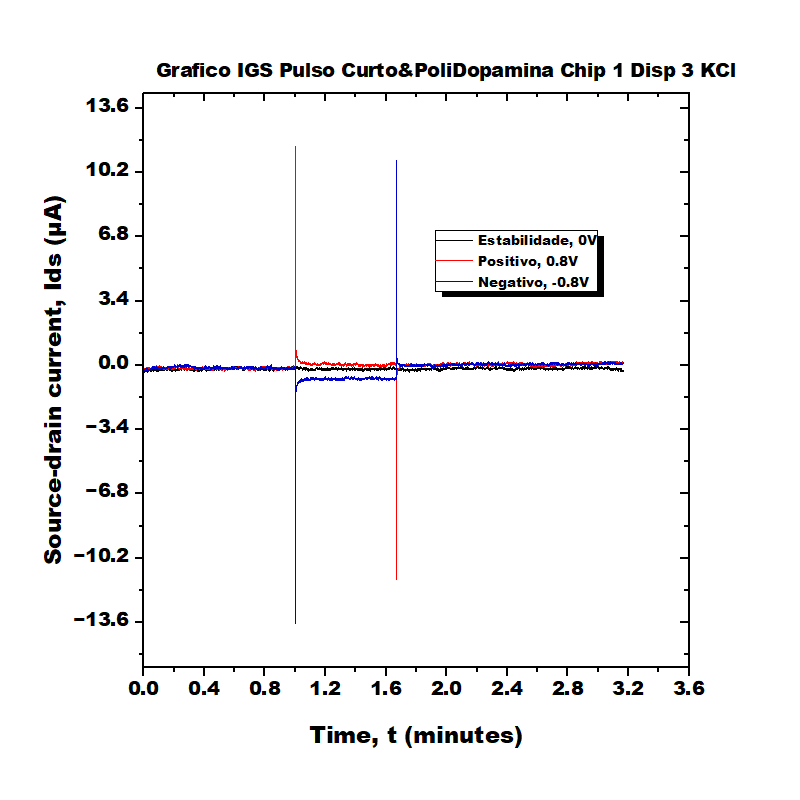 Grafico IGS Pulso Curto&PoliDopamina Chip 1 Disp 3 KCl
Source-drain current, Ids (µA)
13.6
10.2
6.8
3.4
0.0
−3.4
−6.8
−10.2
−13.6
Estabilidade, 0V
Positivo, 0.8V
Negativo, -0.8V
0.0 0.4 0.8 1.2 1.6 2.0 2.4 2.8 3.2 3.6
Time, t (minutes)